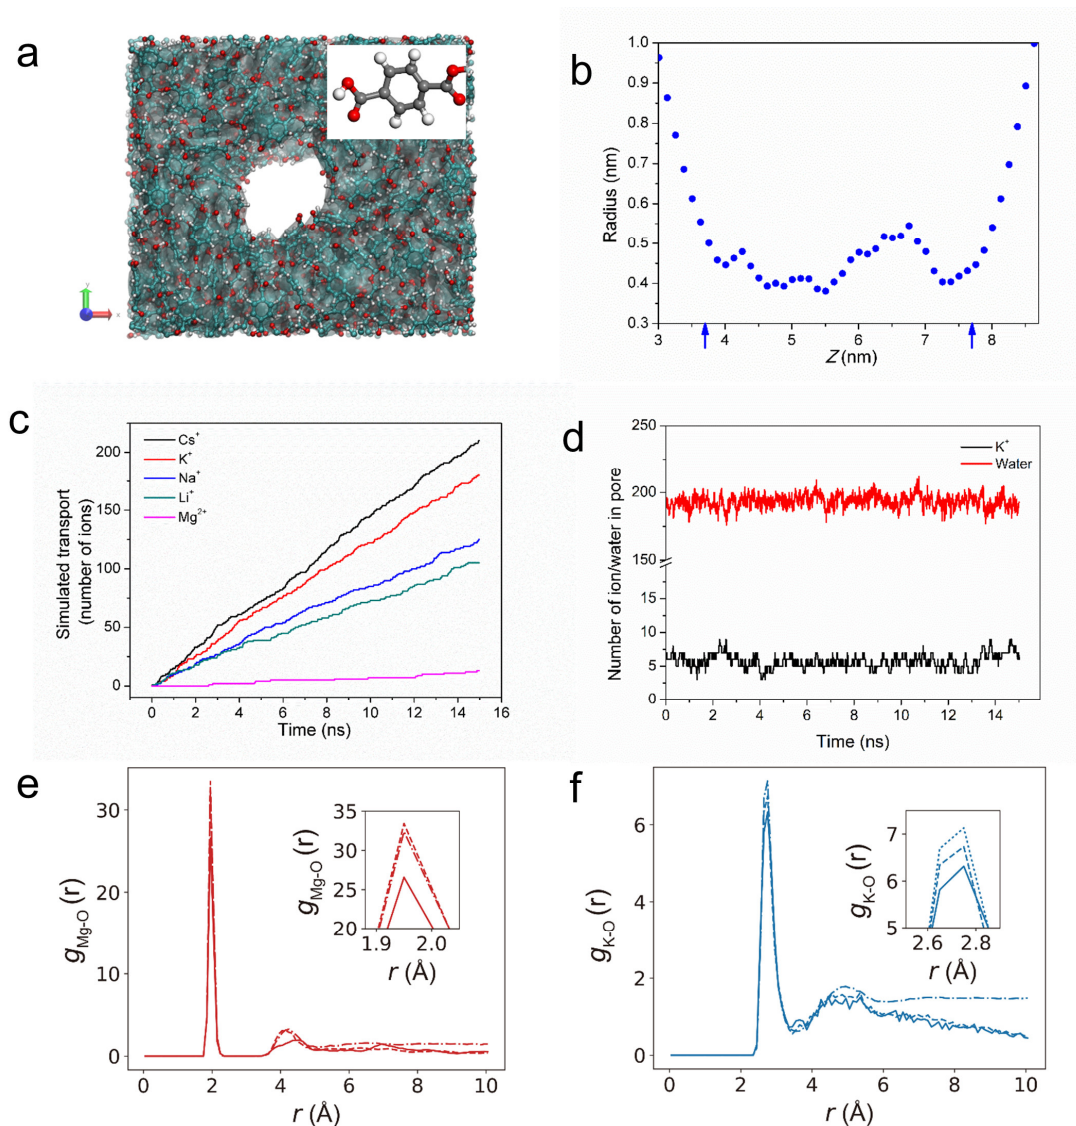 a
y
x
b
1.0
0.9
0.8
0.7
0.6
0.5
0.4
0.3
3 4 5 6 7 8
Radius (nm)
Z (nm)
c
Cs⁺
K⁺
Na⁺
Li⁺
Mg²⁺
200
150
100
50
0
0 2 4 6 8 10 12 14 16
Simulated transport
(number of ions)
Time (ns)
d
K⁺
Water
250
200
150
15
10
5
0
0 2 4 6 8 10 12 14
Number of ion/water in pore
Time (ns)
e
30
20
10
0
0 2 4 6 8 10
g Mg-O (r)
r (Å)
35
30
25
20
1.9 2.0
g Mg-O (r)
r (Å)
f
6
4
2
0
0 2 4 6 8 10
g K-O (r)
r (Å)
7
6
5
2.6 2.8
g K-O (r)
r (Å)